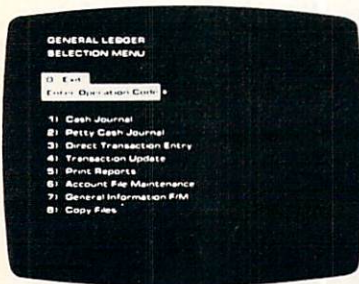 GENERAL LEDGER
SELECTION MENU
0 Exit
Enter Operation Code
1) Cash Journal
2) Petty Cash Journal
3) Direct Transaction Entry
4) Transaction Update
5) Print Reports
6) Account File Maintenance
7) General Information F/M
8) Copy Files